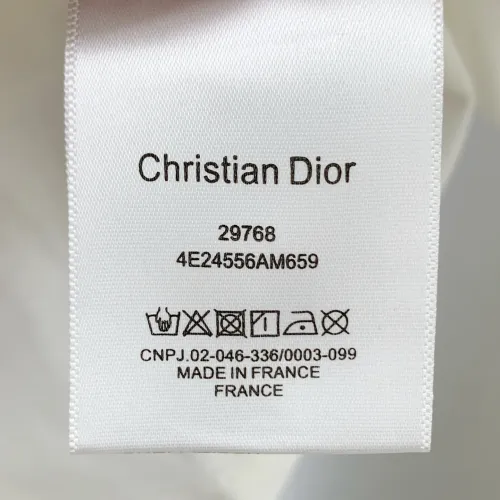 Christian Dior
29768
4E24556AM659
CNPJ.02-046-336/0003-099
MADE IN FRANCE
FRANCE